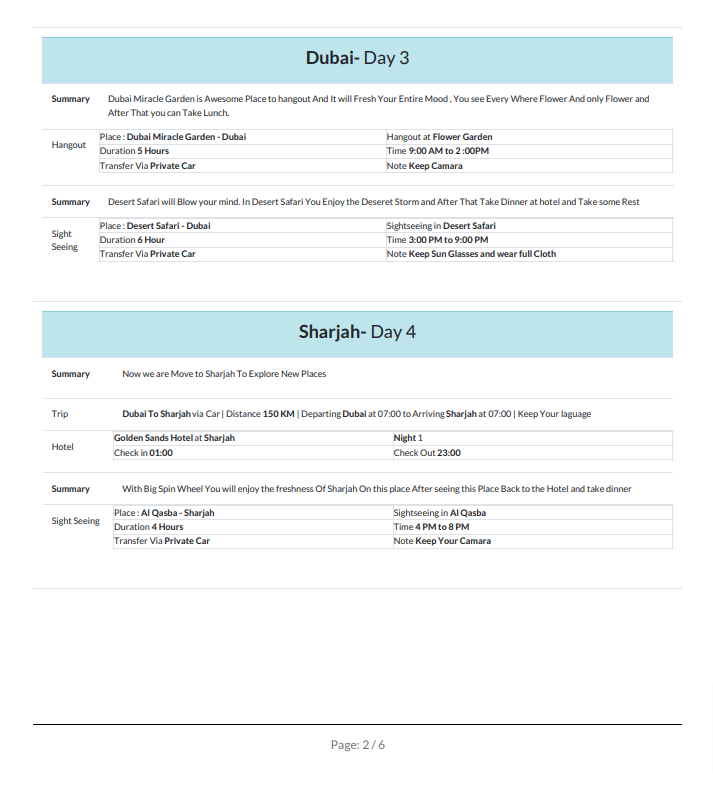 Dubai- Day 3
Summary Dubai Miracle Garden is Awesome Place to hangout And It will Fresh Your Entire Mood , You see Every Where Flower And only Flower and
After That you can Take Lunch.
Hangout
Place : Dubai Miracle Garden - Dubai Hangout at Flower Garden
Duration 5 Hours Time 9:00 AM to 2 :00PM
Transfer Via Private Car Note Keep Camara
Summary Desert Safari will Blow your mind. In Desert Safari You Enjoy the Deseret Storm and After That Take Dinner at hotel and Take some Rest
Sight
Seeing
Place : Desert Safari - Dubai Sightseeing in Desert Safari
Duration 6 Hour Time 3:00 PM to 9:00 PM
Transfer Via Private Car Note Keep Sun Glasses and wear full Cloth
Sharjah- Day 4
Summary Now we are Move to Sharjah To Explore New Places
Trip Dubai To Sharjah via Car | Distance 150 KM | Departing Dubai at 07:00 to Arriving Sharjah at 07:00 | Keep Your laguage
Hotel
Golden Sands Hotel at Sharjah Night 1
Check in 01:00 Check Out 23:00
Summary With Big Spin Wheel You will enjoy the freshness Of Sharjah On this place After seeing this Place Back to the Hotel and take dinner
Sight Seeing
Place : Al Qasba - Sharjah Sightseeing in Al Qasba
Duration 4 Hours Time 4 PM to 8 PM
Transfer Via Private Car Note Keep Your Camara
Page: 2 / 6